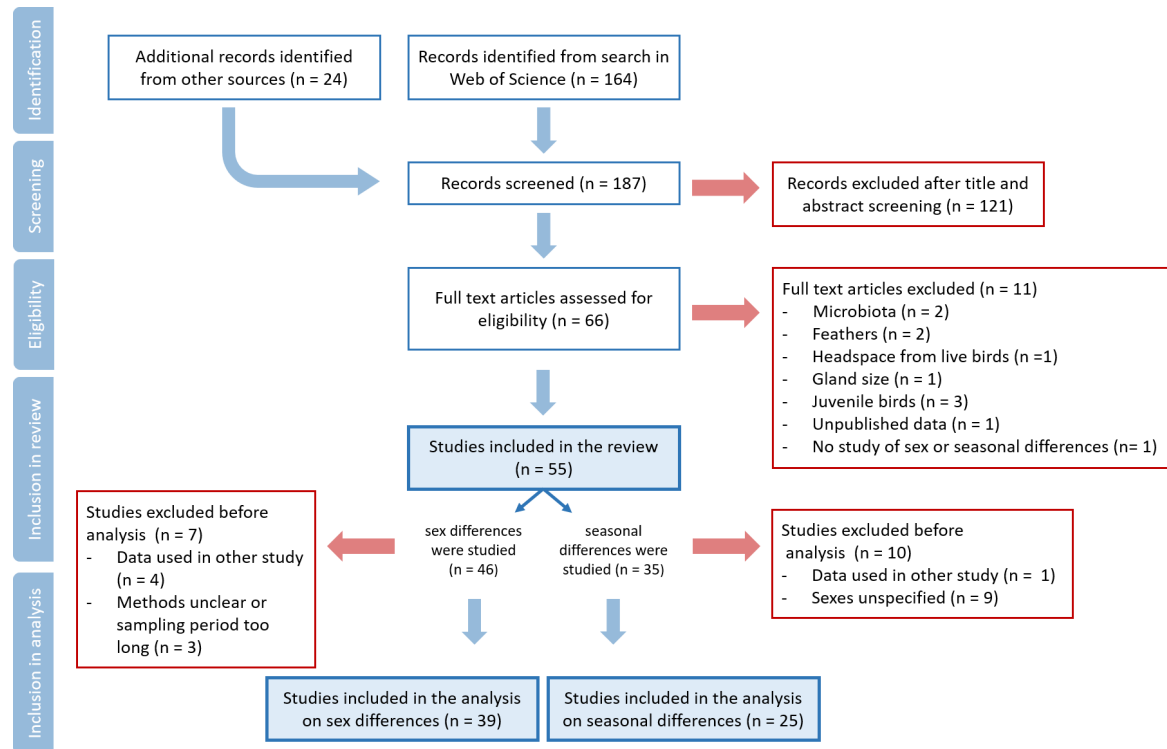 Identification
Additional records identified
from other sources (n = 24)
Records identified from search in
Web of Science (n = 164)
Screening
Records screened (n = 187)
Records excluded after title and
abstract screening (n = 121)
Eligibility
Full text articles assessed for
eligibility (n = 66)
Full text articles excluded (n = 11)
- Microbiota (n = 2)
- Feathers (n = 2)
- Headspace from live birds (n =1)
- Gland size (n = 1)
- Juvenile birds (n = 3)
- Unpublished data (n = 1)
- No study of sex or seasonal differences (n= 1)
Inclusion in review
Studies included in the review
(n = 55)
Studies excluded before
analysis (n = 7)
- Data used in other study
(n = 4)
- Methods unclear or
sampling period too
long (n = 3)
sex differences
were studied
(n = 46)
seasonal
differences were
studied (n = 35)
Studies excluded before
analysis (n = 10)
- Data used in other study (n = 1)
- Sexes unspecified (n = 9)
Inclusion in analysis
Studies included in the analysis
on sex differences (n = 39)
Studies included in the analysis
on seasonal differences (n = 25)